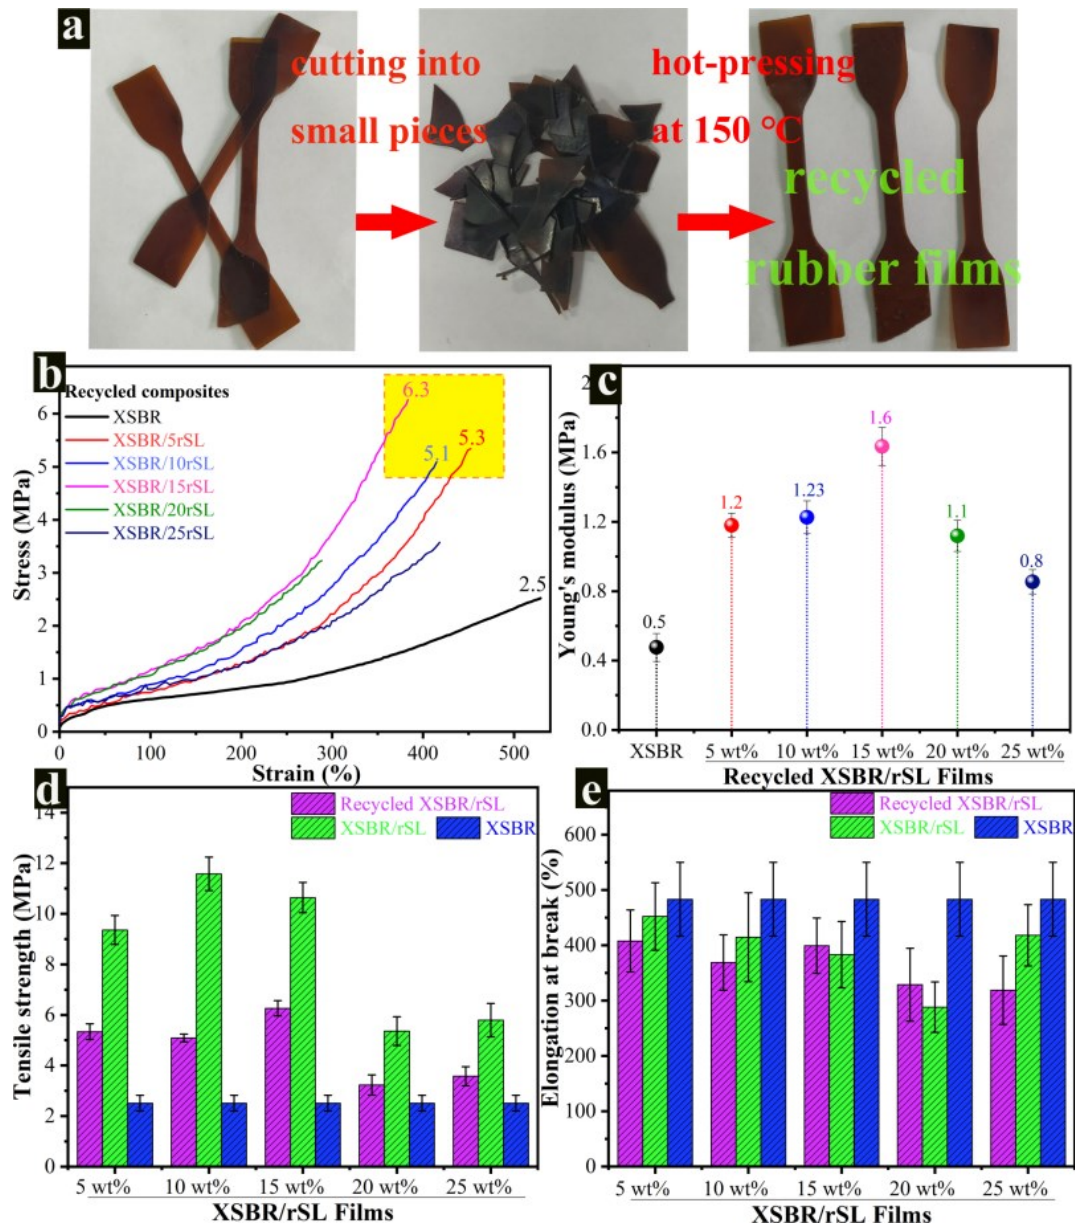 a
cutting into
small pieces
hot-pressing
at 150 °C
recycled
rubber films
b
Recycled composites
XSBR
XSBR/5rSL
XSBR/10rSL
XSBR/15rSL
XSBR/20rSL
XSBR/25rSL
6.3
5.3
5.1
2.5
Stress (MPa)
6
5
4
3
2
1
0
0 100 200 300 400 500
Strain (%)
c
Young's modulus (MPa)
1.6
1.2
0.8
0.4
0.0
0.5
1.2
1.23
1.6
1.1
0.8
XSBR 5 wt% 10 wt% 15 wt% 20 wt% 25 wt%
Recycled XSBR/rSL Films
d
Recycled XSBR/rSL
XSBR/rSL XSBR
Tensile strength (MPa)
14
12
10
8
6
4
2
0
5 wt% 10 wt% 15 wt% 20 wt% 25 wt%
XSBR/rSL Films
e
Recycled XSBR/rSL
XSBR/rSL XSBR
Elongation at break (%)
600
500
400
300
200
100
0
5 wt% 10 wt% 15 wt% 20 wt% 25 wt%
XSBR/rSL Films